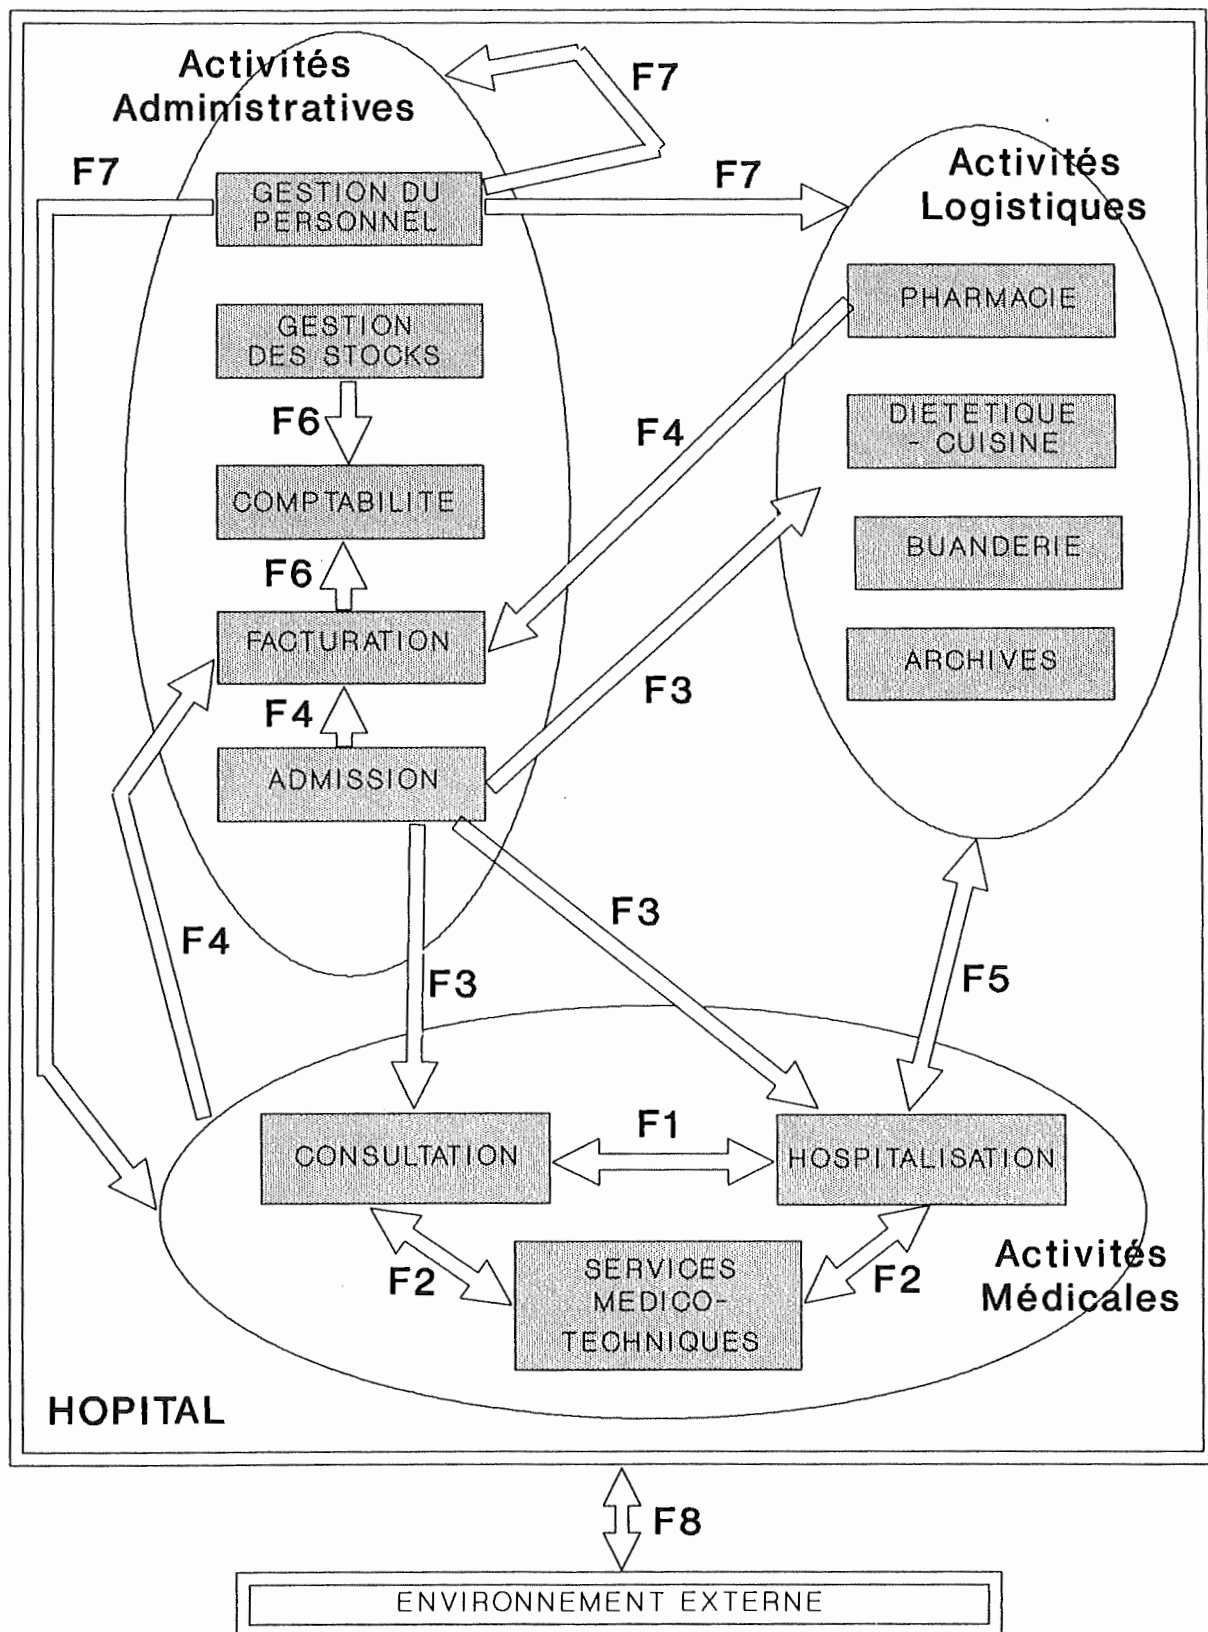 Activités
Administratives
F7
F7
F7
GESTION DU
PERSONNEL
Activités
Logistiques
PHARMACIE
GESTION
DES STOCKS
F6
F4
DIETETIQUE
- CUISINE
COMPTABILITE
BUANDERIE
F6
FACTURATION
ARCHIVES
F3
F4
ADMISSION
F3
F4
F3
F5
F1
CONSULTATION
HOSPITALISATION
F2
F2
SERVICES
MEDICO-
TECHNIQUES
Activités
Médicales
HOPITAL
F8
ENVIRONNEMENT EXTERNE